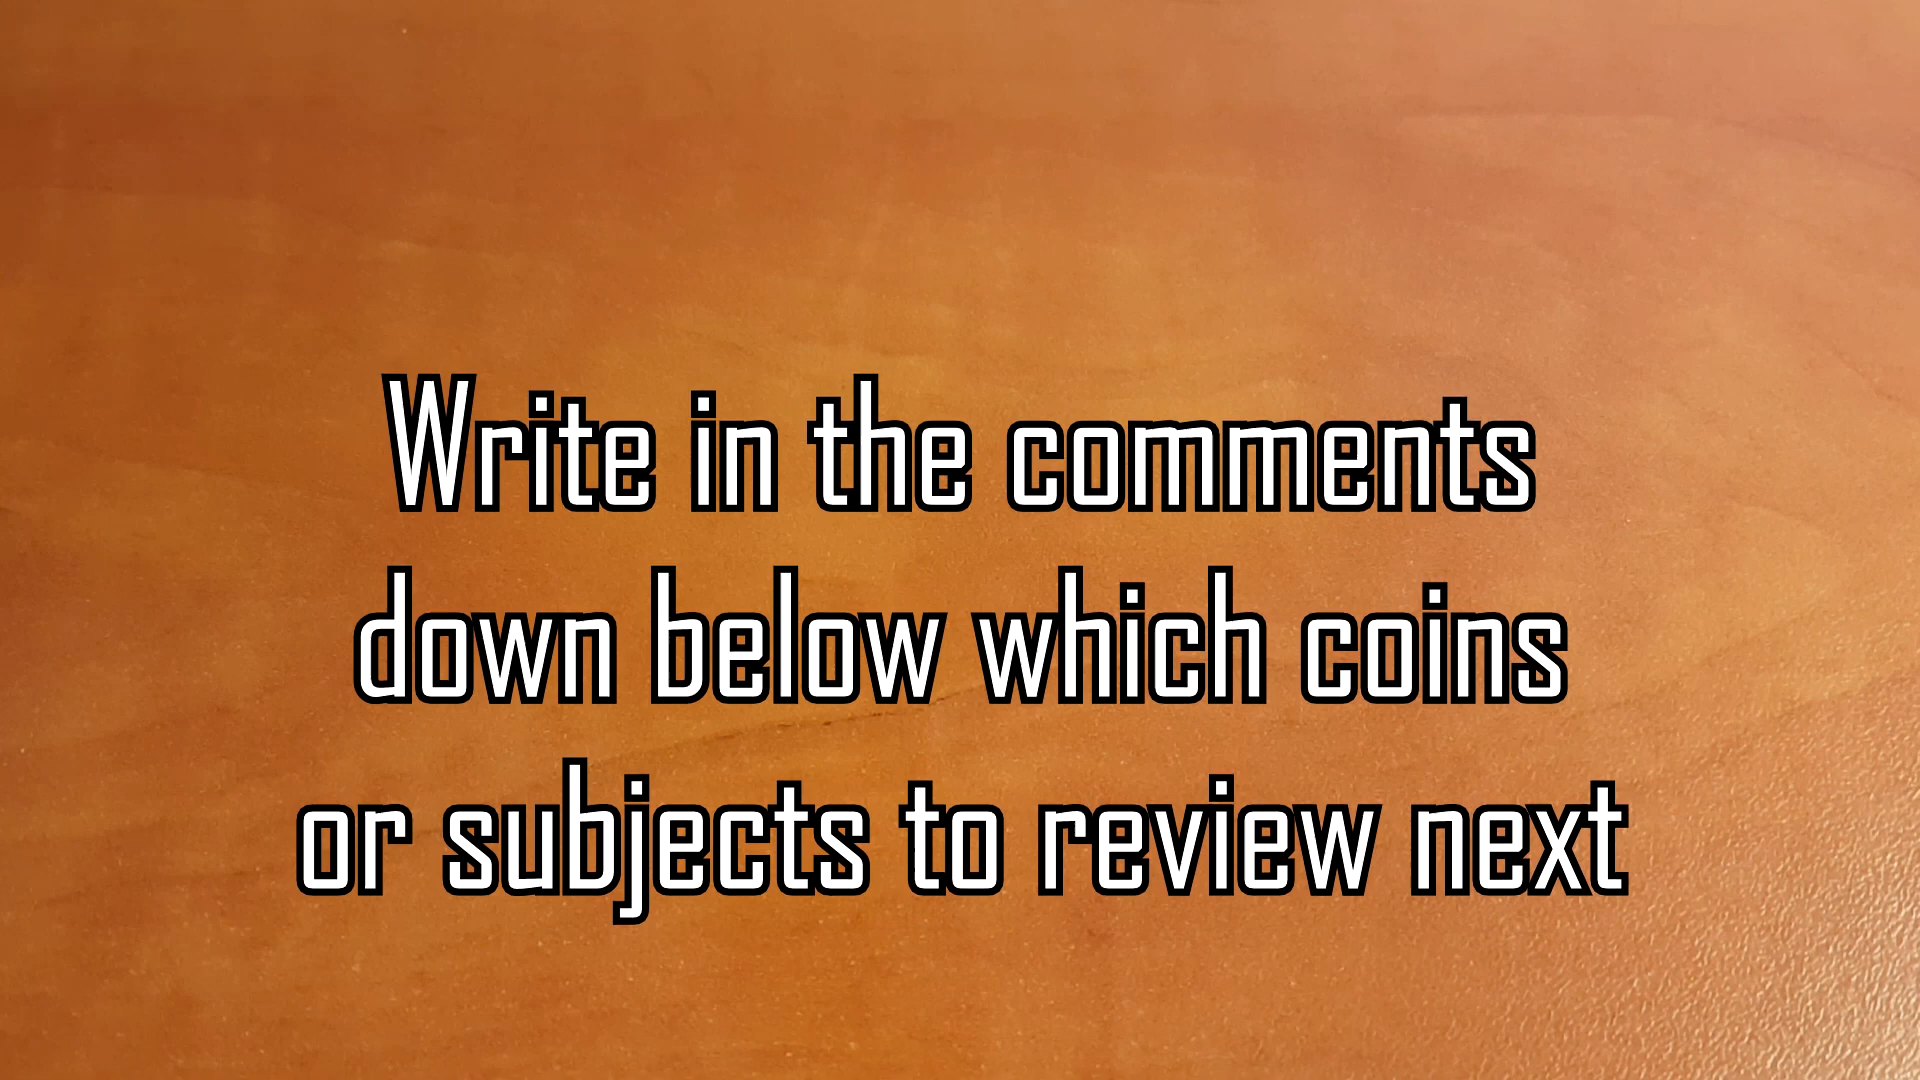 Write in the comments
down below which coins
or subjects to review next